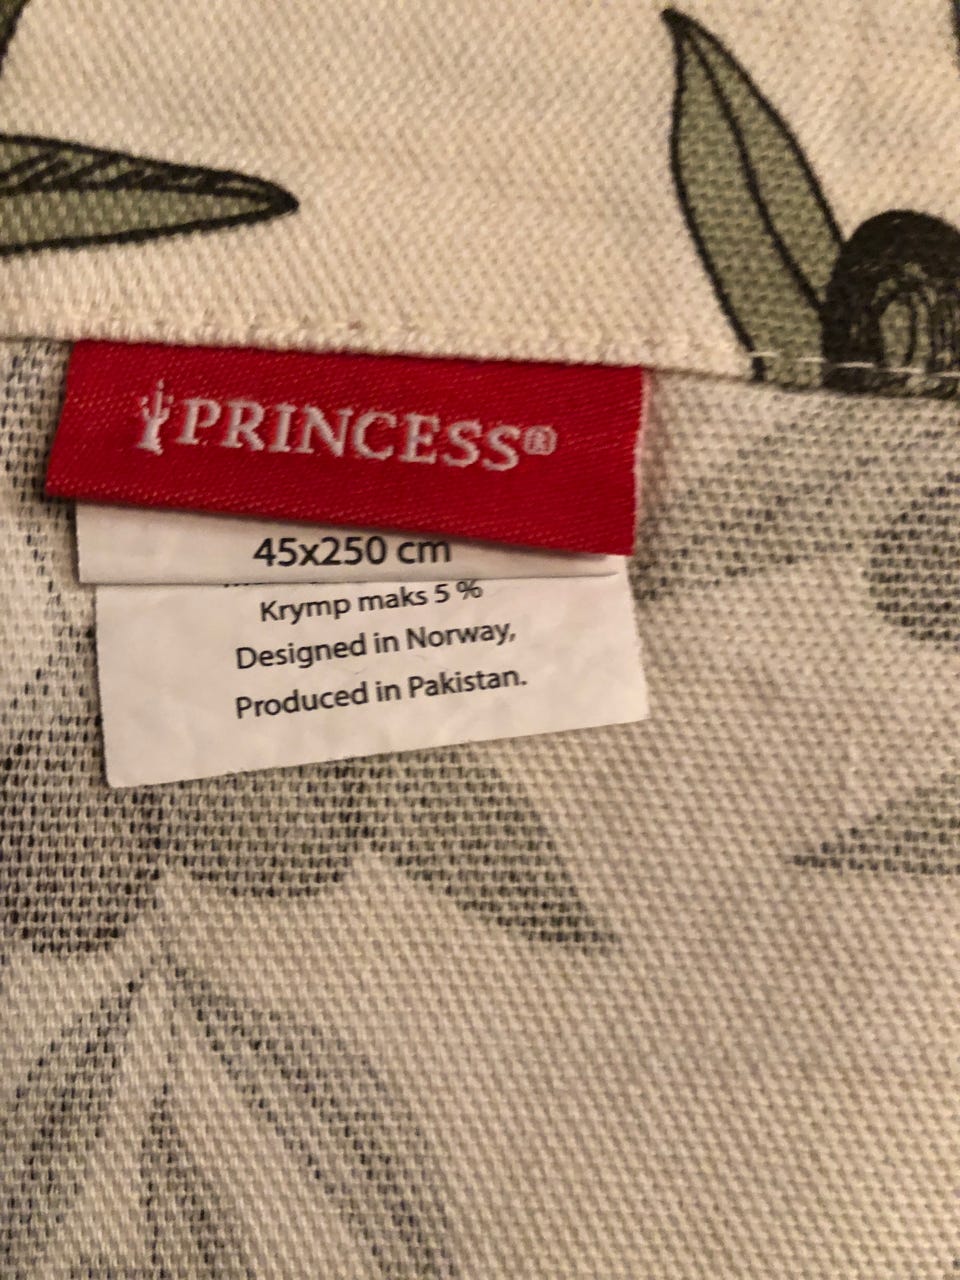 PRINCESS®
45x250 cm
Krymp maks 5 %
Designed in Norway,
Produced in Pakistan.